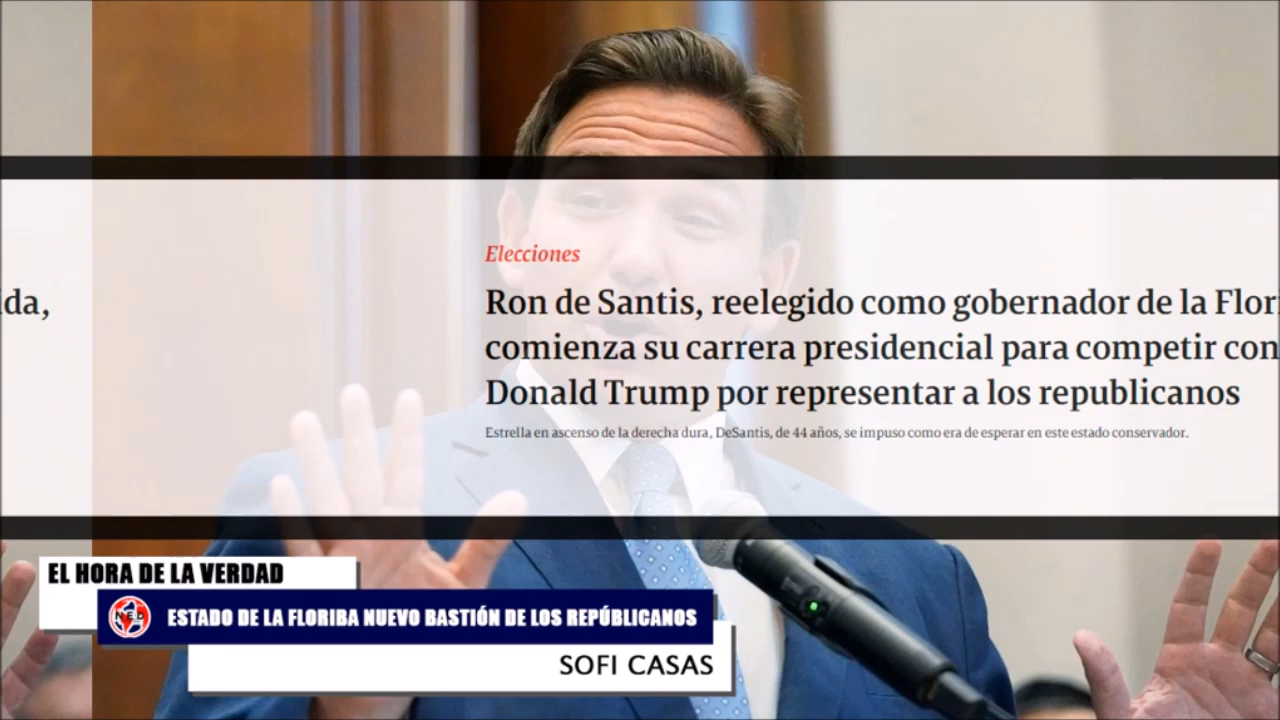 da,
Elecciones
Ron de Santis, reelegido como gobernador de la Flori
comienza su carrera presidencial para competir con
Donald Trump por representar a los republicanos
Estrella en ascenso de la derecha dura, DeSantis, de 44 años, se impuso como era de esperar en este estado conservador.
EL HORA DE LA VERDAD
NEL
ESTADO DE LA FLORIBA NUEVO BASTIÓN DE LOS REPÚBLICANOS
SOFI CASAS